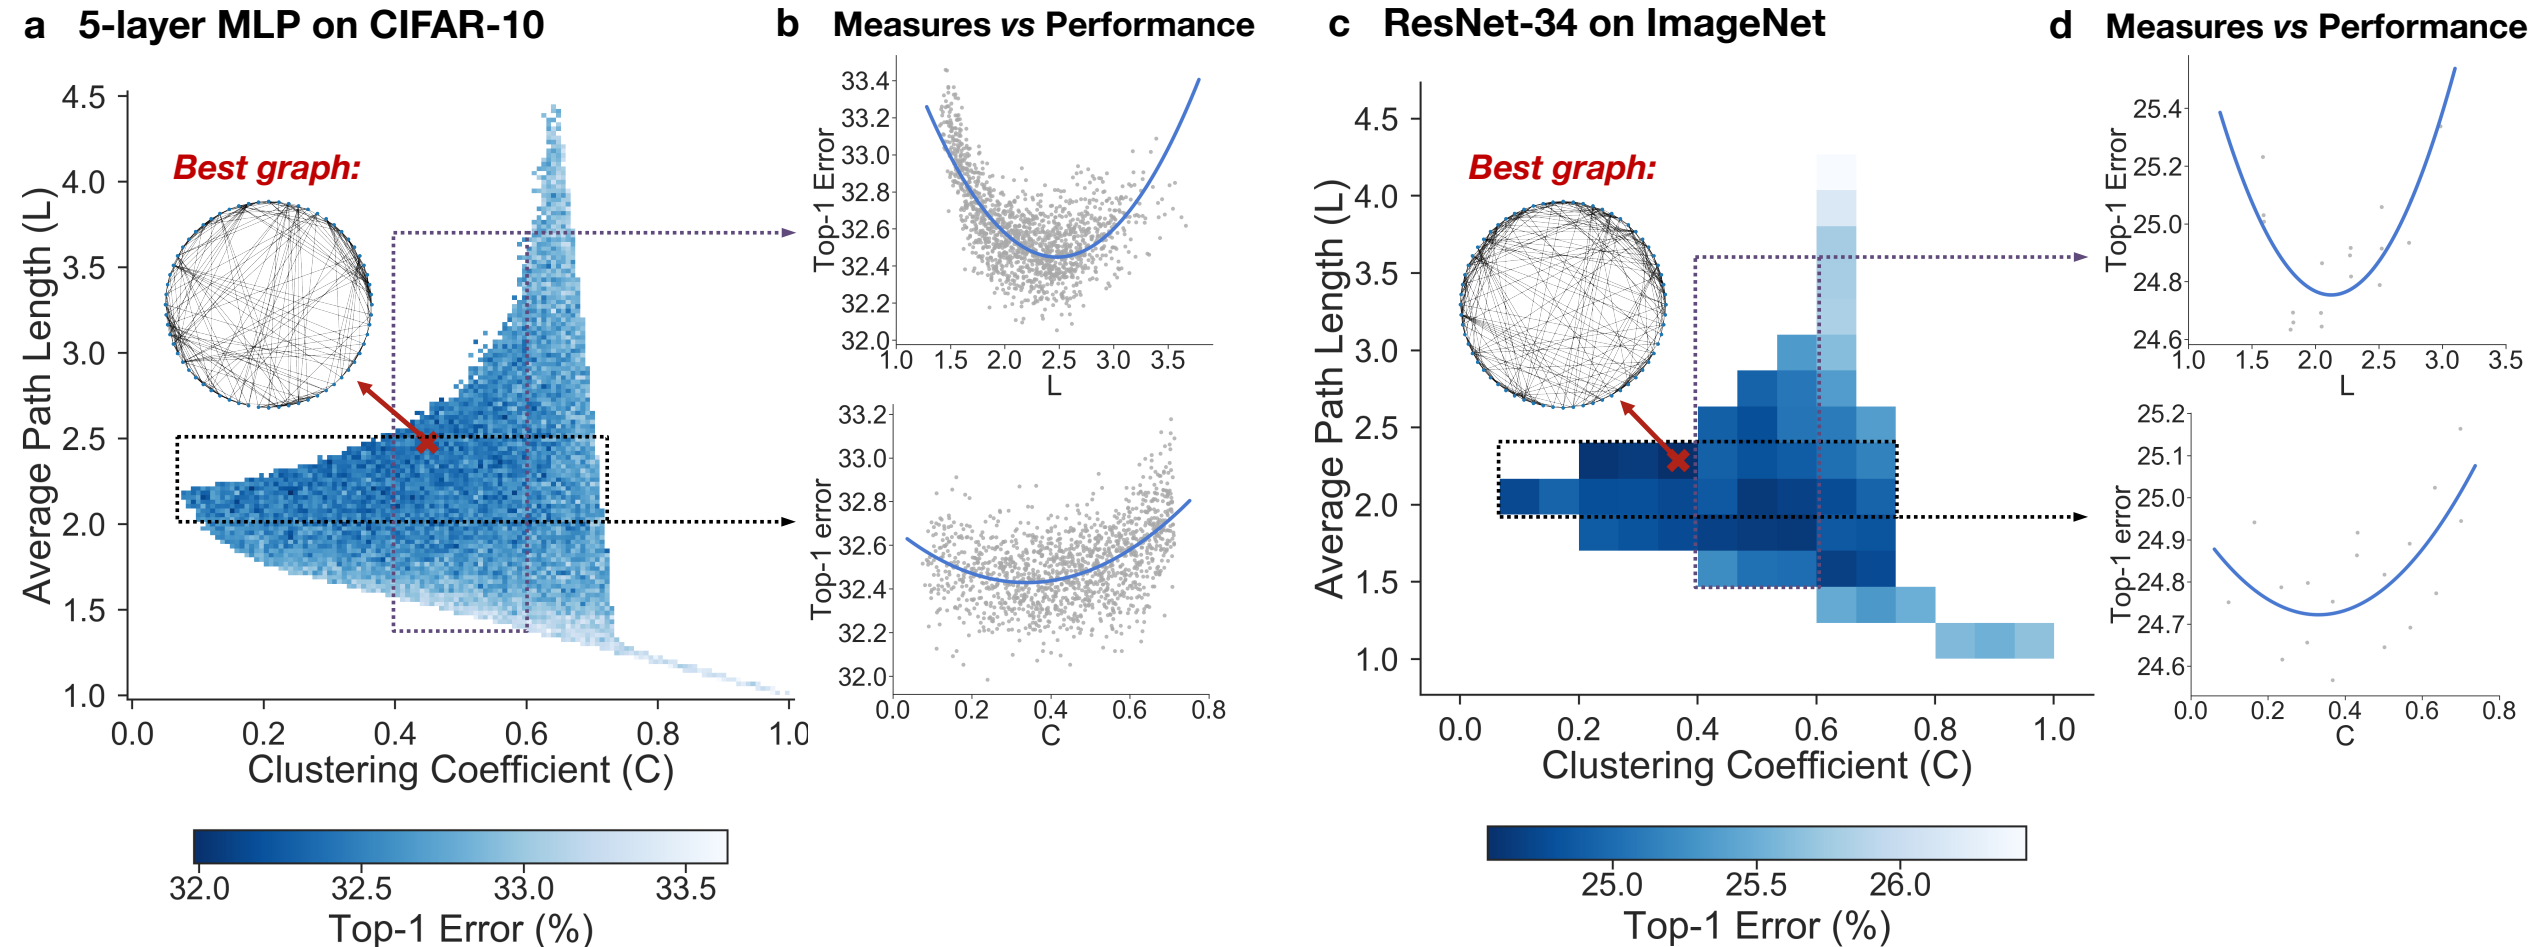 a 5-layer MLP on CIFAR-10
4.5
4.0
3.5
3.0
2.5
2.0
1.5
1.0
Average Path Length (L)
Best graph:
0.0 0.2 0.4 0.6 0.8 1.0
Clustering Coefficient (C)
32.0 32.5 33.0 33.5
Top-1 Error (%)
b Measures vs Performance
33.4
33.2
33.0
32.8
32.6
32.4
32.2
32.0
Top-1 Error
1.0 1.5 2.0 2.5 3.0 3.5
L
33.2
33.0
32.8
32.6
32.4
32.2
32.0
Top-1 error
0.0 0.2 0.4 0.6 0.8
C
c ResNet-34 on ImageNet
4.5
4.0
3.5
3.0
2.5
2.0
1.5
1.0
Average Path Length (L)
Best graph:
0.0 0.2 0.4 0.6 0.8 1.0
Clustering Coefficient (C)
25.0 25.5 26.0
Top-1 Error (%)
d Measures vs Performance
25.4
25.2
25.0
24.8
24.6
Top-1 Error
1.0 1.5 2.0 2.5 3.0 3.5
L
25.2
25.1
25.0
24.9
24.8
24.7
24.6
Top-1 error
0.0 0.2 0.4 0.6 0.8
C